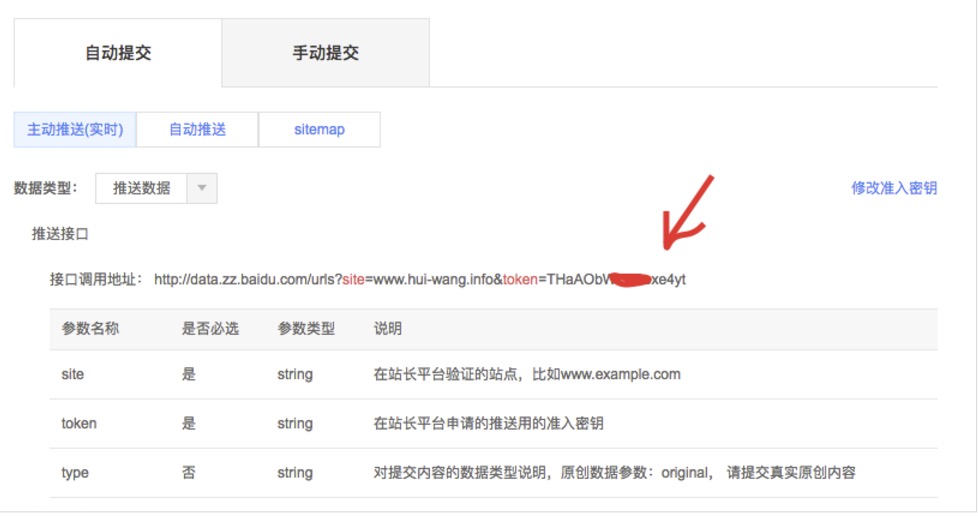 自动提交 手动提交
主动推送(实时) 自动推送 sitemap
数据类型： 推送数据 修改准入密钥
推送接口
接口调用地址： http://data.zz.baidu.com/urls?site=www.hui-wang.info&token=THaAObW xe4yt
参数名称 是否必选 参数类型 说明
site 是 string 在站长平台验证的站点，比如www.example.com
token 是 string 在站长平台申请的推送用的准入密钥
type 否 string 对提交内容的数据类型说明，原创数据参数：original， 请提交真实原创内容